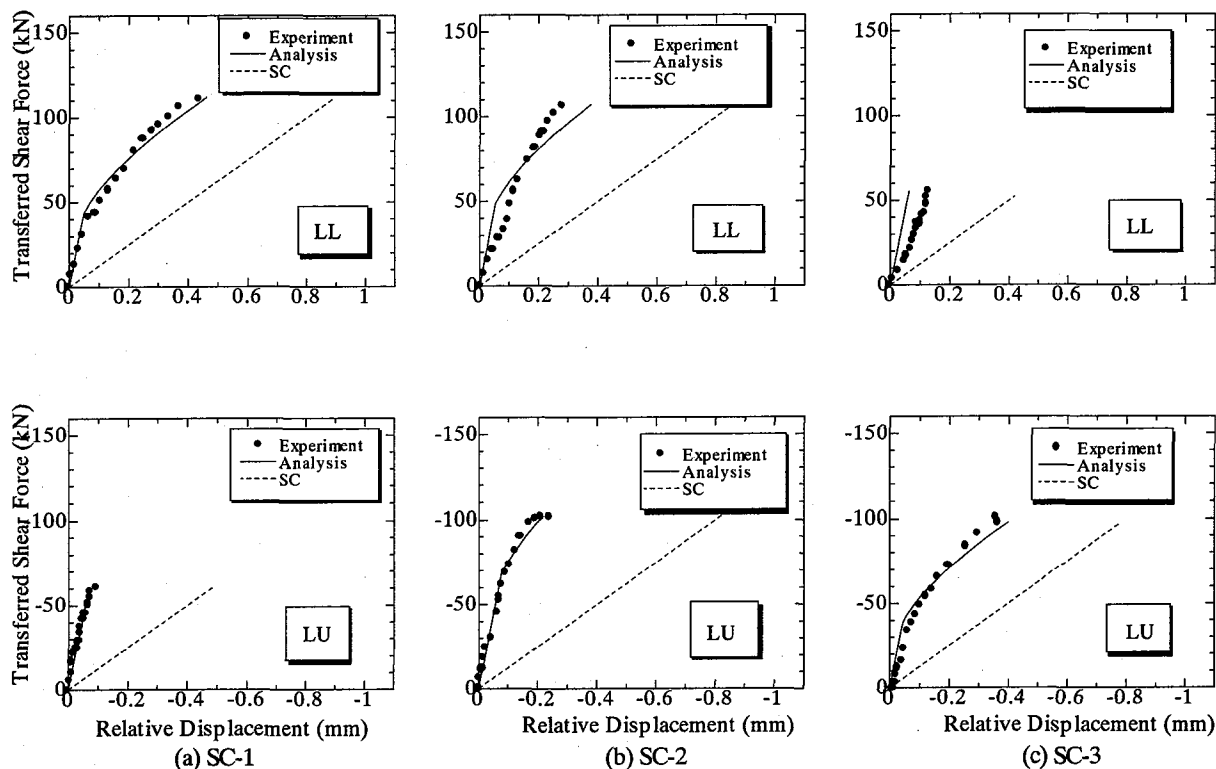 150
100
50
0
Transferred Shear Force (kN)
Experiment
Analysis
SC
LL
0 0.2 0.4 0.6 0.8 1
150
100
50
0
Experiment
Analysis
SC
LL
0 0.2 0.4 0.6 0.8 1
150
100
50
0
Experiment
Analysis
SC
LL
0 0.2 0.4 0.6 0.8 1
-150
-100
-50
0
Transferred Shear Force (kN)
Experiment
Analysis
SC
LU
0 -0.2 -0.4 -0.6 -0.8 -1
Relative Displacement (mm)
(a) SC-1
-150
-100
-50
0
Experiment
Analysis
SC
LU
0 -0.2 -0.4 -0.6 -0.8 -1
Relative Displacement (mm)
(b) SC-2
-150
-100
-50
0
Experiment
Analysis
SC
LU
0 -0.2 -0.4 -0.6 -0.8 -1
Relative Displacement (mm)
(c) SC-3